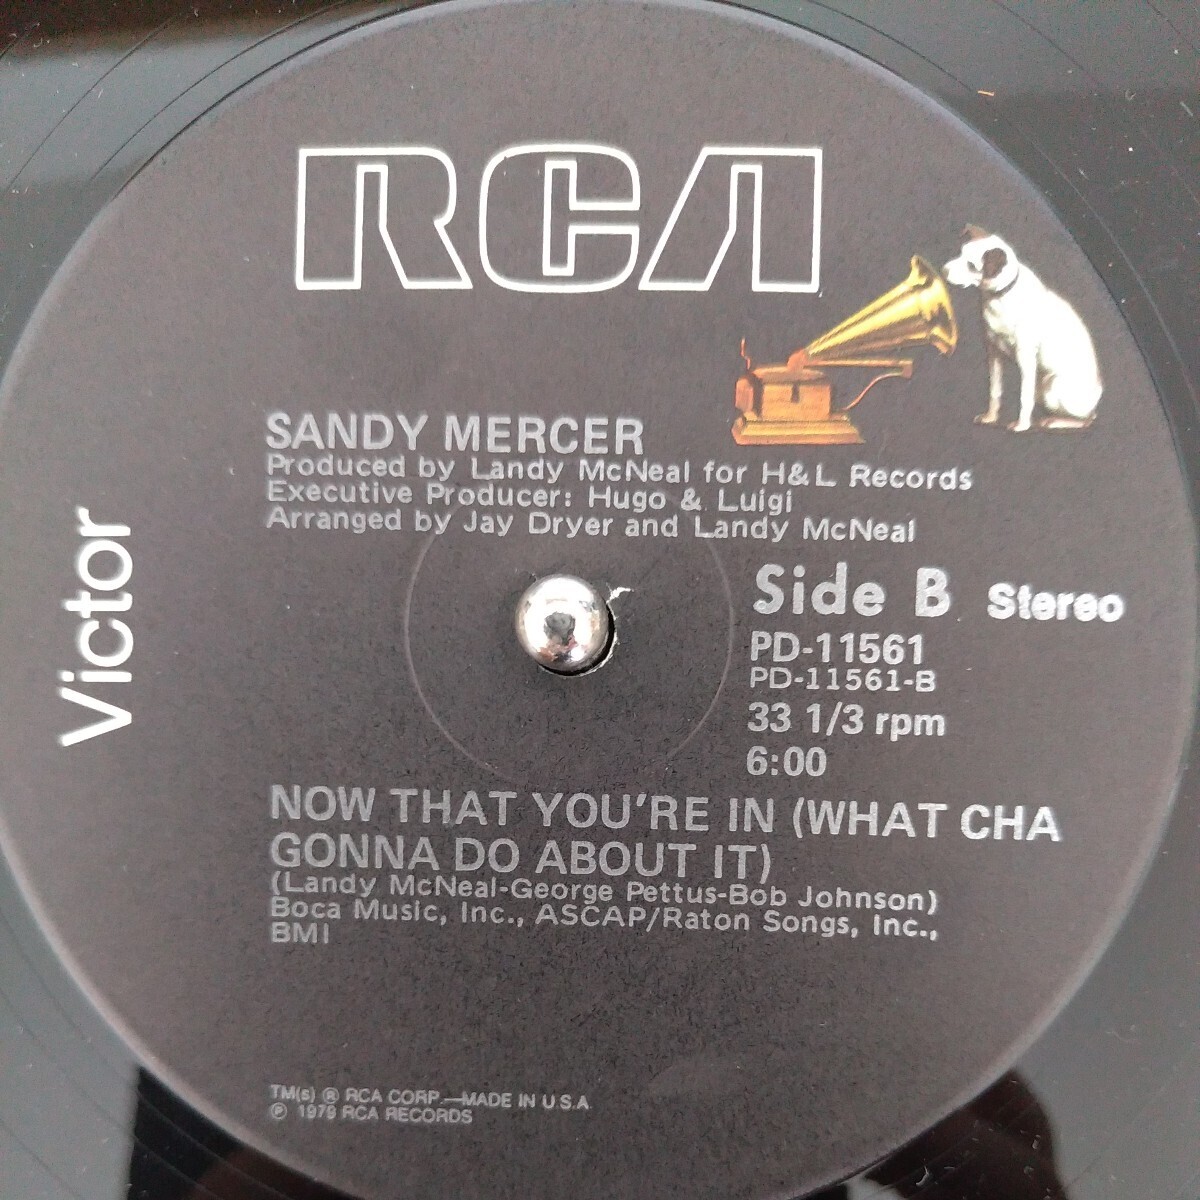 RCA
SANDY MERCER
Produced by Landy McNeal for H&L Records
Executive Producer: Hugo & Luigi
Arranged by Jay Dryer and Landy McNeal
Victor
Side B Stereo
PD-11561
PD-11561-B
33 1/3 rpm
6:00
NOW THAT YOU'RE IN (WHAT CHA
GONNA DO ABOUT IT)
(Landy McNeal-George Pettus-Bob Johnson)
Boca Music, Inc., ASCAP/Raton Songs, Inc.,
BMI
TM(s) ® RCA CORP.—MADE IN U.S.A.
℗ 1979 RCA RECORDS